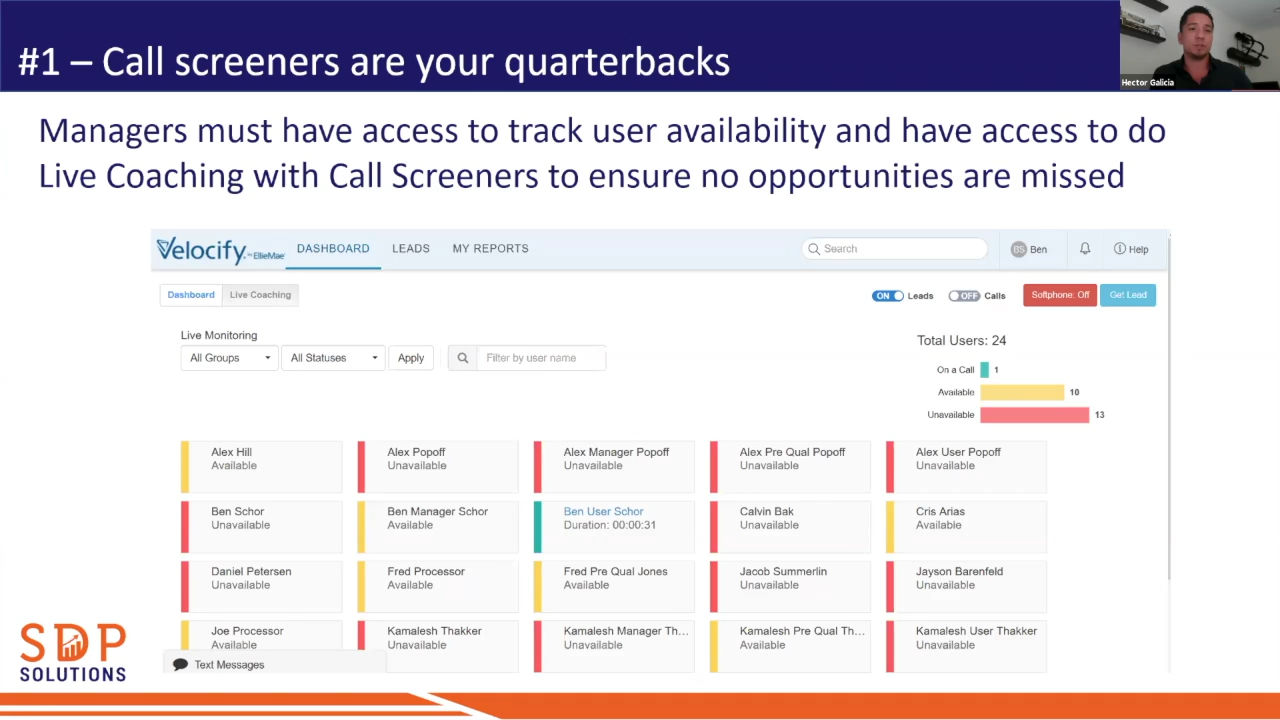 #1 – Call screeners are your quarterbacks
Hector Galicia
Managers must have access to track user availability and have access to do
Live Coaching with Call Screeners to ensure no opportunities are missed
Velocify. by EllieMae DASHBOARD LEADS MY REPORTS Search BS Ben Help
Dashboard Live Coaching ON Leads OFF Calls Softphone: Off Get Lead
Live Monitoring
All Groups All Statuses Apply Filter by user name
Total Users: 24
On a Call 1
Available 10
Unavailable 13
Alex Hill Alex Popoff Alex Manager Popoff Alex Pre Qual Popoff Alex User Popoff
Available Unavailable Unavailable Unavailable Unavailable
Ben Schor Ben Manager Schor Ben User Schor Calvin Bak Cris Arias
Unavailable Available Duration: 00:00:31 Unavailable Available
Daniel Petersen Fred Processor Fred Pre Qual Jones Jacob Summerlin Jayson Barenfeld
Unavailable Available Available Unavailable Unavailable
Joe Processor Kamalesh Thakker Kamalesh Manager Th... Kamalesh Pre Qual Th... Kamalesh User Thakker
Available Unavailable Unavailable Available Unavailable
Text Messages
SDP
SOLUTIONS